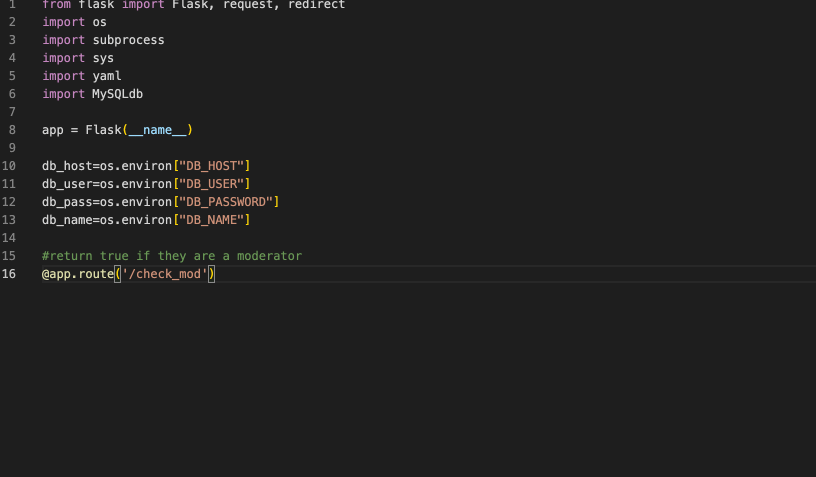 1 from flask import Flask, request, redirect
2 import os
3 import subprocess
4 import sys
5 import yaml
6 import MySQLdb
7
8 app = Flask(__name__)
9
10 db_host=os.environ["DB_HOST"]
11 db_user=os.environ["DB_USER"]
12 db_pass=os.environ["DB_PASSWORD"]
13 db_name=os.environ["DB_NAME"]
14
15 #return true if they are a moderator
16 @app.route('/check_mod')